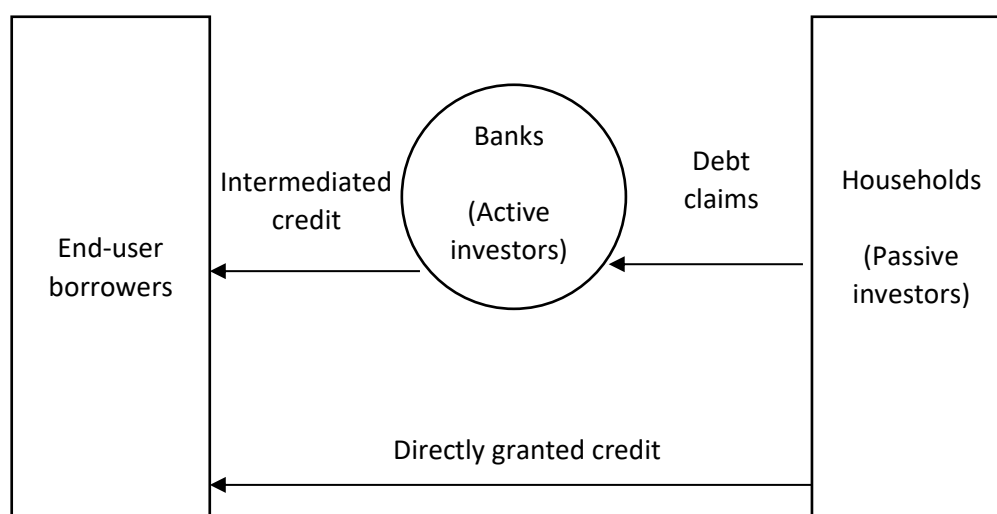 End-user
borrowers
Intermediated
credit
Banks
(Active
investors)
Debt
claims
Households
(Passive
investors)
Directly granted credit